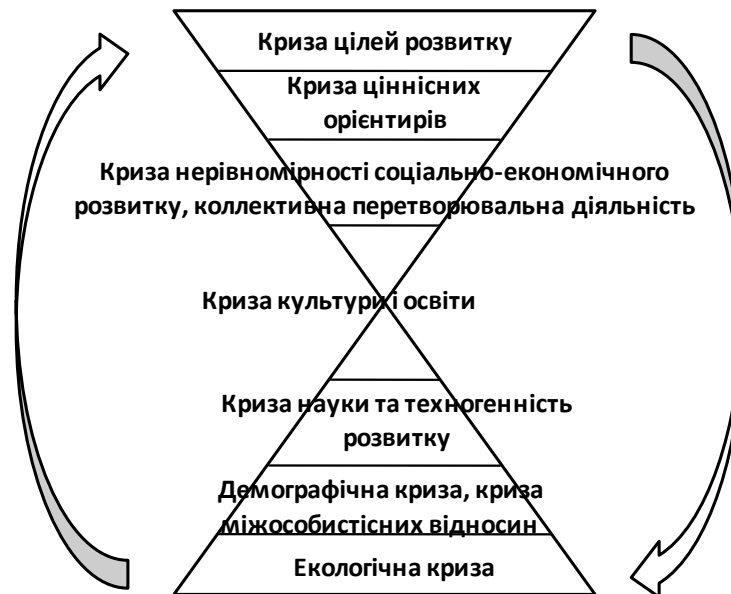 Криза цілей розвитку
Криза ціннісних
орієнтирів
Криза нерівномірності соціально-економічного
розвитку, коллективна перетворювальна діяльність
Криза культури і освіти
Криза науки та техногенність
розвитку
Демографічна криза, криза
міжособистісних відносин
Екологічна криза